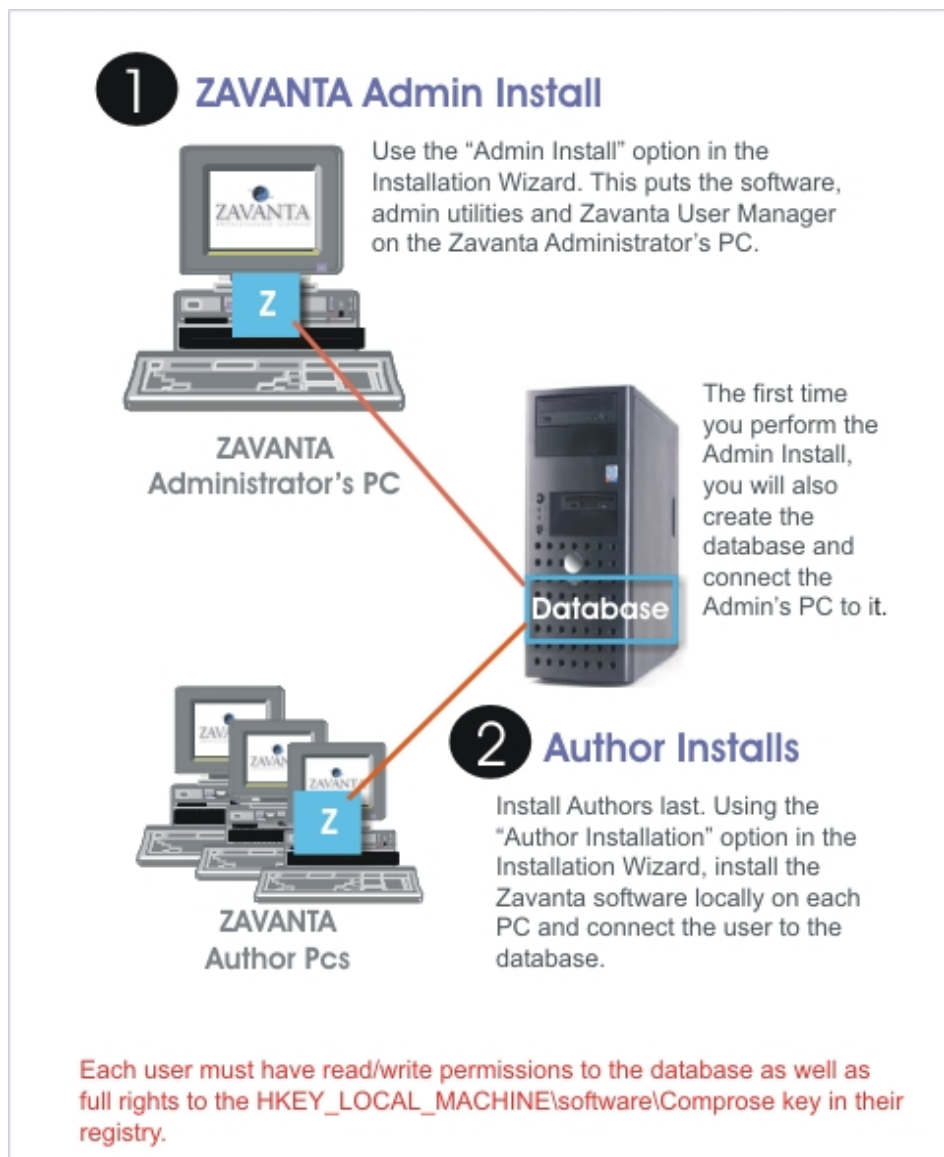 1 ZAVANTA Admin Install
Use the “Admin Install” option in the
Installation Wizard. This puts the software,
admin utilities and Zavanta User Manager
on the Zavanta Administrator’s PC.
ZAVANTA
Z
ZAVANTA
Administrator’s PC
The first time
you perform the
Admin Install,
you will also
create the
database and
connect the
Admin’s PC to it.
Database
2 Author Installs
Install Authors last. Using the
“Author Installation” option in the
Installation Wizard, install the
Zavanta software locally on each
PC and connect the user to the
database.
ZAVAN
ZAVANTA
Z
ZAVANTA
Author Pcs
Each user must have read/write permissions to the database as well as
full rights to the HKEY_LOCAL_MACHINE\software\Comprose key in their
registry.